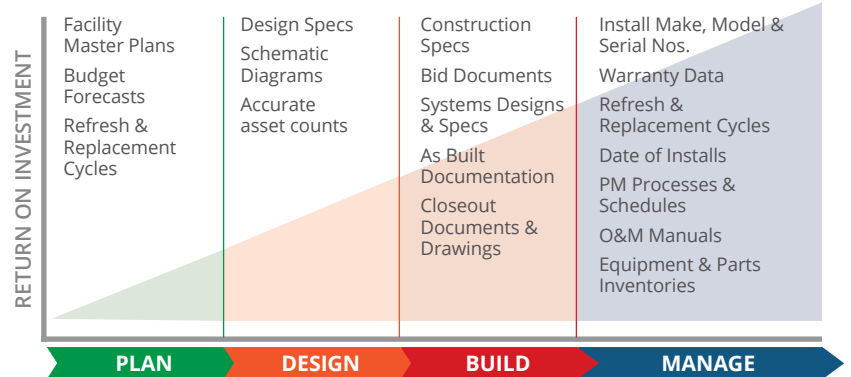 RETURN ON INVESTMENT
Facility
Master Plans
Budget
Forecasts
Refresh &
Replacement
Cycles
Design Specs
Schematic
Diagrams
Accurate
asset counts
Construction
Specs
Bid Documents
Systems Designs
& Specs
As Built
Documentation
Closeout
Documents &
Drawings
Install Make, Model &
Serial Nos.
Warranty Data
Refresh &
Replacement Cycles
Date of Installs
PM Processes &
Schedules
O&M Manuals
Equipment & Parts
Inventories
PLAN
DESIGN
BUILD
MANAGE